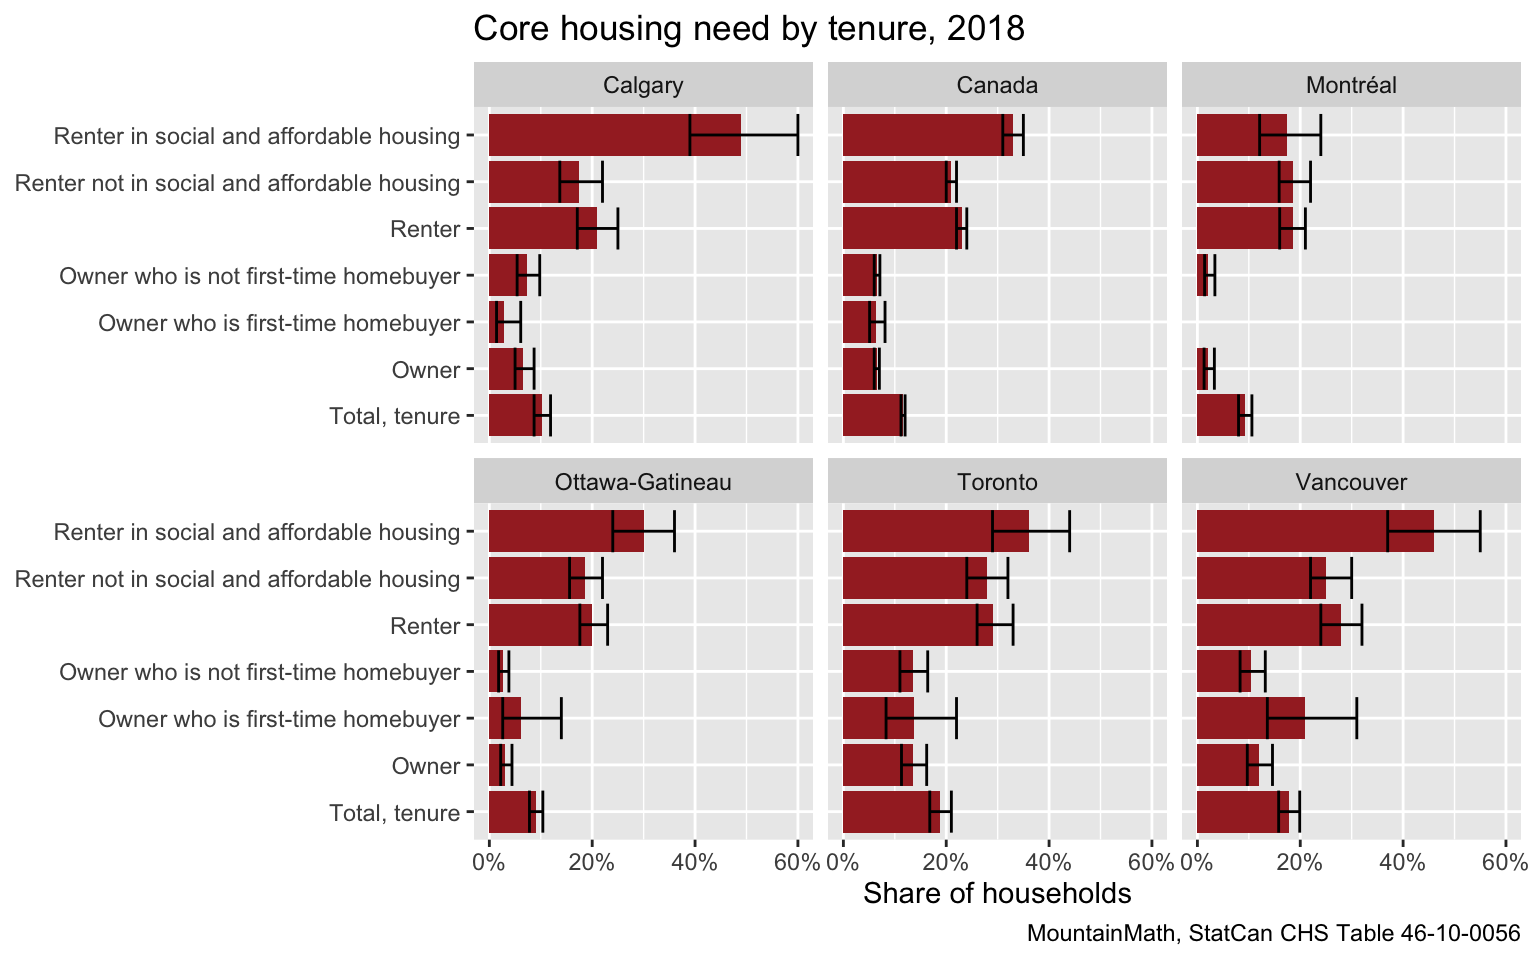 Core housing need by tenure, 2018
Calgary
Canada
Montréal
Renter in social and affordable housing
Renter not in social and affordable housing
Renter
Owner who is not first-time homebuyer
Owner who is first-time homebuyer
Owner
Total, tenure
Ottawa-Gatineau
Toronto
Vancouver
Renter in social and affordable housing
Renter not in social and affordable housing
Renter
Owner who is not first-time homebuyer
Owner who is first-time homebuyer
Owner
Total, tenure
0% 20% 40% 60% 0% 20% 40% 60% 0% 20% 40% 60%
Share of households
MountainMath, StatCan CHS Table 46-10-0056